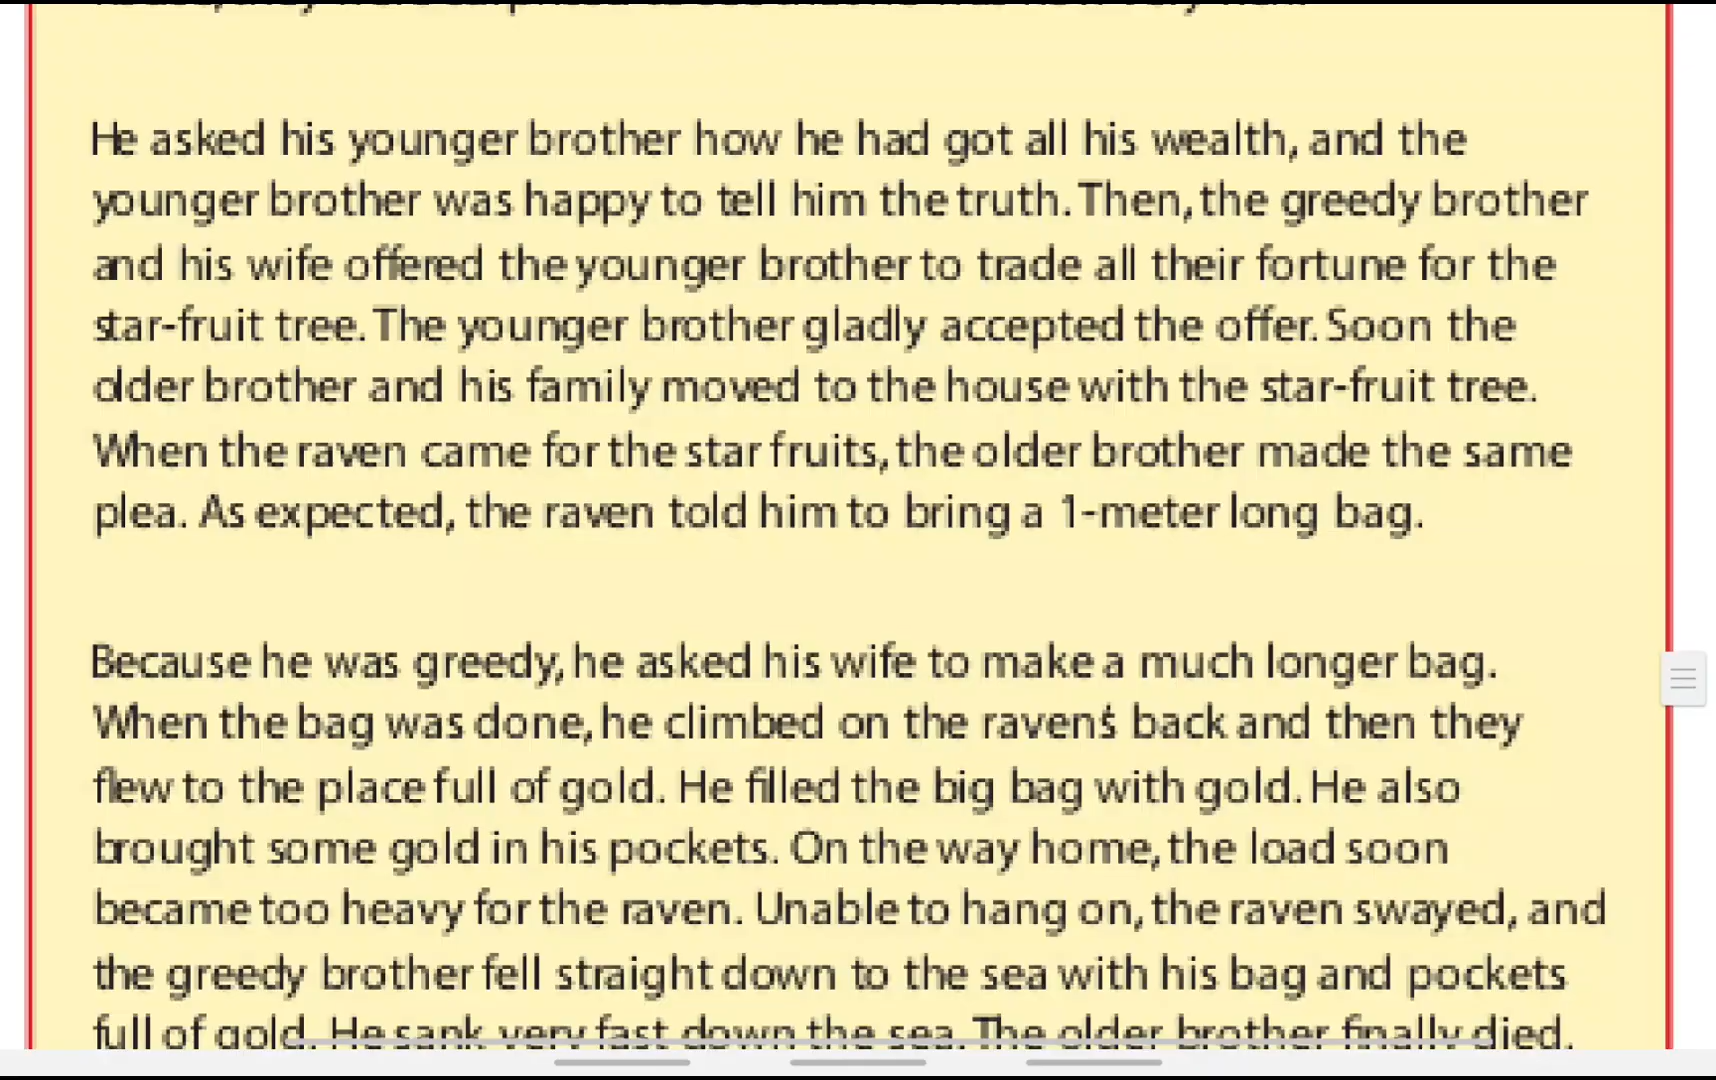 He asked his younger brother how he had got all his wealth, and the
younger brother was happy to tell him the truth. Then, the greedy brother
and his wife offered the younger brother to trade all their fortune for the
star-fruit tree. The younger brother gladly accepted the offer. Soon the
older brother and his family moved to the house with the star-fruit tree.
When the raven came for the star fruits, the older brother made the same
plea. As expected, the raven told him to bring a 1-meter long bag.
Because he was greedy, he asked his wife to make a much longer bag.
When the bag was done, he climbed on the raven's back and then they
flew to the place full of gold. He filled the big bag with gold. He also
brought some gold in his pockets. On the way home, the load soon
became too heavy for the raven. Unable to hang on, the raven swayed, and
the greedy brother fell straight down to the sea with his bag and pockets
full of gold. He sank very fast down the sea. The older brother finally died.